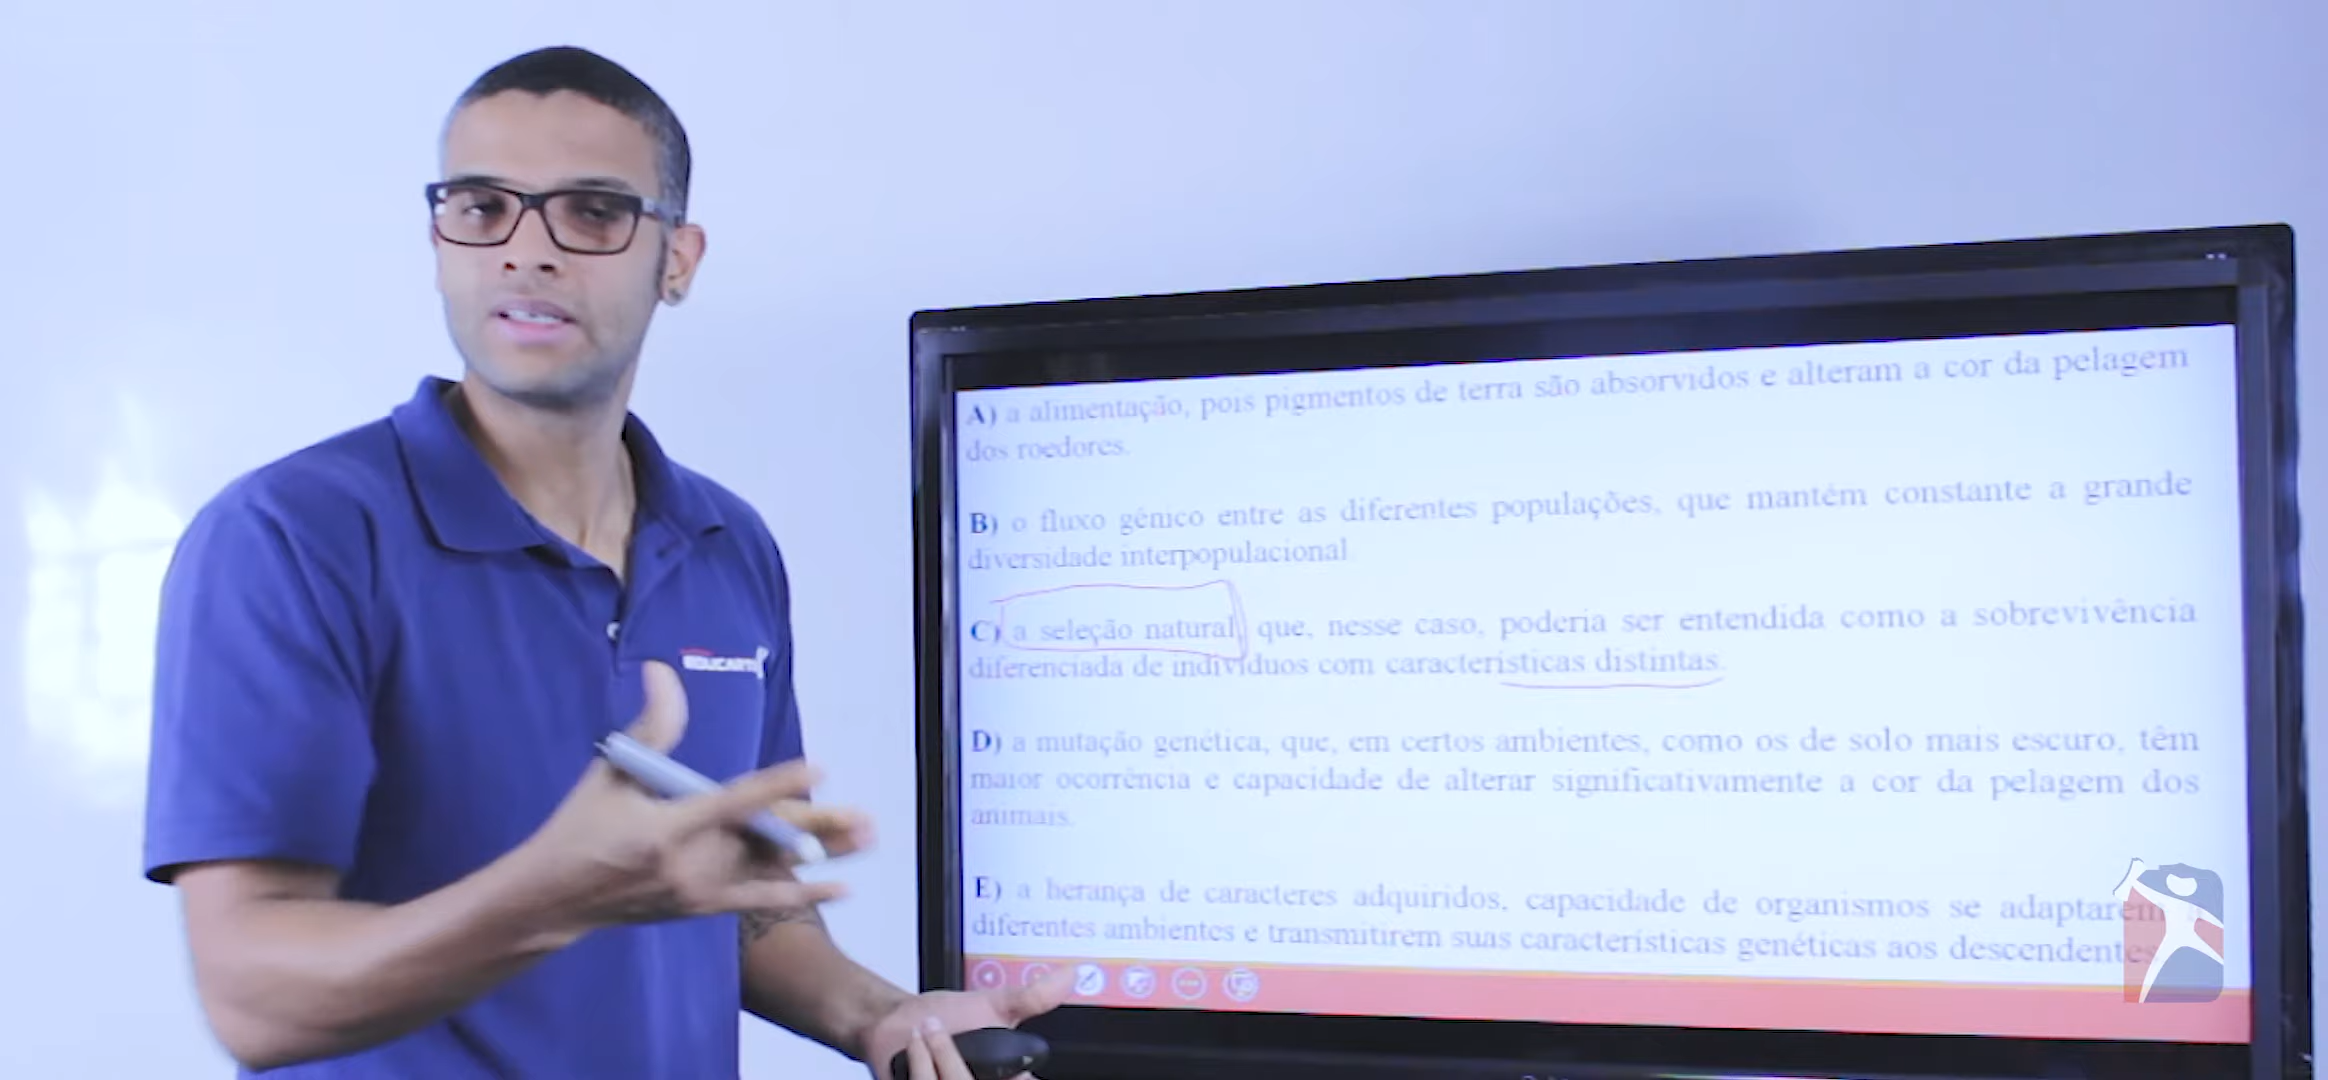 EDUCARTE
A) a alimentação, pois pigmentos de terra são absorvidos e alteram a cor da pelagem
dos roedores.
B) o fluxo gênico entre as diferentes populações, que mantém constante a grande
diversidade interpopulacional.
C) a seleção natural, que, nesse caso, poderia ser entendida como a sobrevivência
diferenciada de indivíduos com características distintas.
D) a mutação genética, que, em certos ambientes, como os de solo mais escuro, têm
maior ocorrência e capacidade de alterar significativamente a cor da pelagem dos
animais.
E) a herança de caracteres adquiridos, capacidade de organismos se adaptarem a
diferentes ambientes e transmitirem suas características genéticas aos descendentes